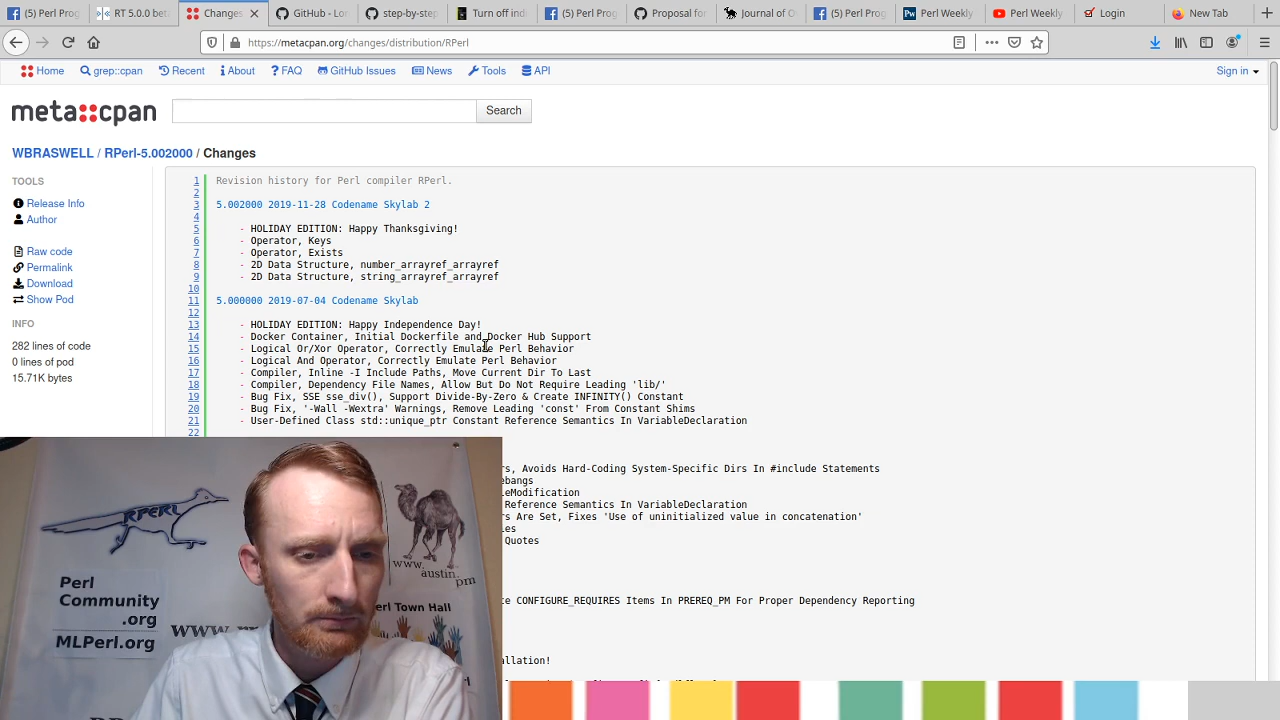 (5) Perl Prog
RT 5.0.0 bet
Changes
GitHub - Lon
step-by-step
Turn off ind
(5) Perl Prog
Proposal for
Journal of O
(5) Perl Prog
Perl Weekly
Perl Weekly
Login
New Tab
https://metacpan.org/changes/distribution/RPerl
Home grep::cpan Recent About FAQ GitHub Issues News Tools API Sign in
meta::cpan Search
WBRASWELL / RPerl-5.002000 / Changes
TOOLS
Release Info
Author
Raw code
Permalink
Download
Show Pod
INFO
282 lines of code
0 lines of pod
15.71K bytes
1 Revision history for Perl compiler RPerl.
2
3 5.002000 2019-11-28 Codename Skylab 2
4
5 - HOLIDAY EDITION: Happy Thanksgiving!
6 - Operator, Keys
7 - Operator, Exists
8 - 2D Data Structure, number_arrayref_arrayref
9 - 2D Data Structure, string_arrayref_arrayref
10
11 5.000000 2019-07-04 Codename Skylab
12
13 - HOLIDAY EDITION: Happy Independence Day!
14 - Docker Container, Initial Dockerfile and Docker Hub Support
15 - Logical Or/Xor Operator, Correctly Emulate Perl Behavior
16 - Logical And Operator, Correctly Emulate Perl Behavior
17 - Compiler, Inline -I Include Paths, Move Current Dir To Last
18 - Compiler, Dependency File Names, Allow But Do Not Require Leading 'lib/'
19 - Bug Fix, SSE sse_div(), Support Divide-By-Zero & Create INFINITY() Constant
20 - Bug Fix, '-Wall -Wextra' Warnings, Remove Leading 'const' From Constant Shims
21 - User-Defined Class std::unique_ptr Constant Reference Semantics In VariableDeclaration
22
rs, Avoids Hard-Coding System-Specific Dirs In #include Statements
ebangs
leModification
Reference Semantics In VariableDeclaration
rs Are Set, Fixes 'Use of uninitialized value in concatenation'
les
Quotes
ce CONFIGURE_REQUIRES Items In PREREQ_PM For Proper Dependency Reporting
allation!
RPERL
www.
austin.
pm
Perl
Community
.org
MLPerl.org
erl Town Hall